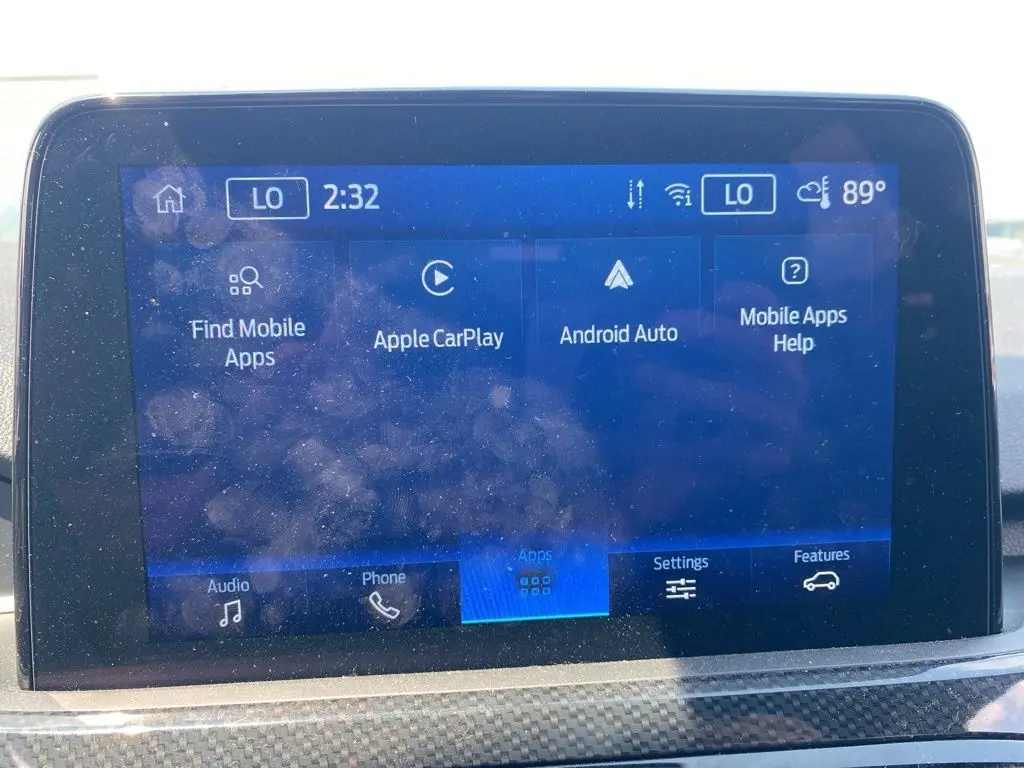 LO 2:32 LO 89°
Find Mobile
Apps
Apple CarPlay
Android Auto
Mobile Apps
Help
Audio
Phone
Apps
Settings
Features